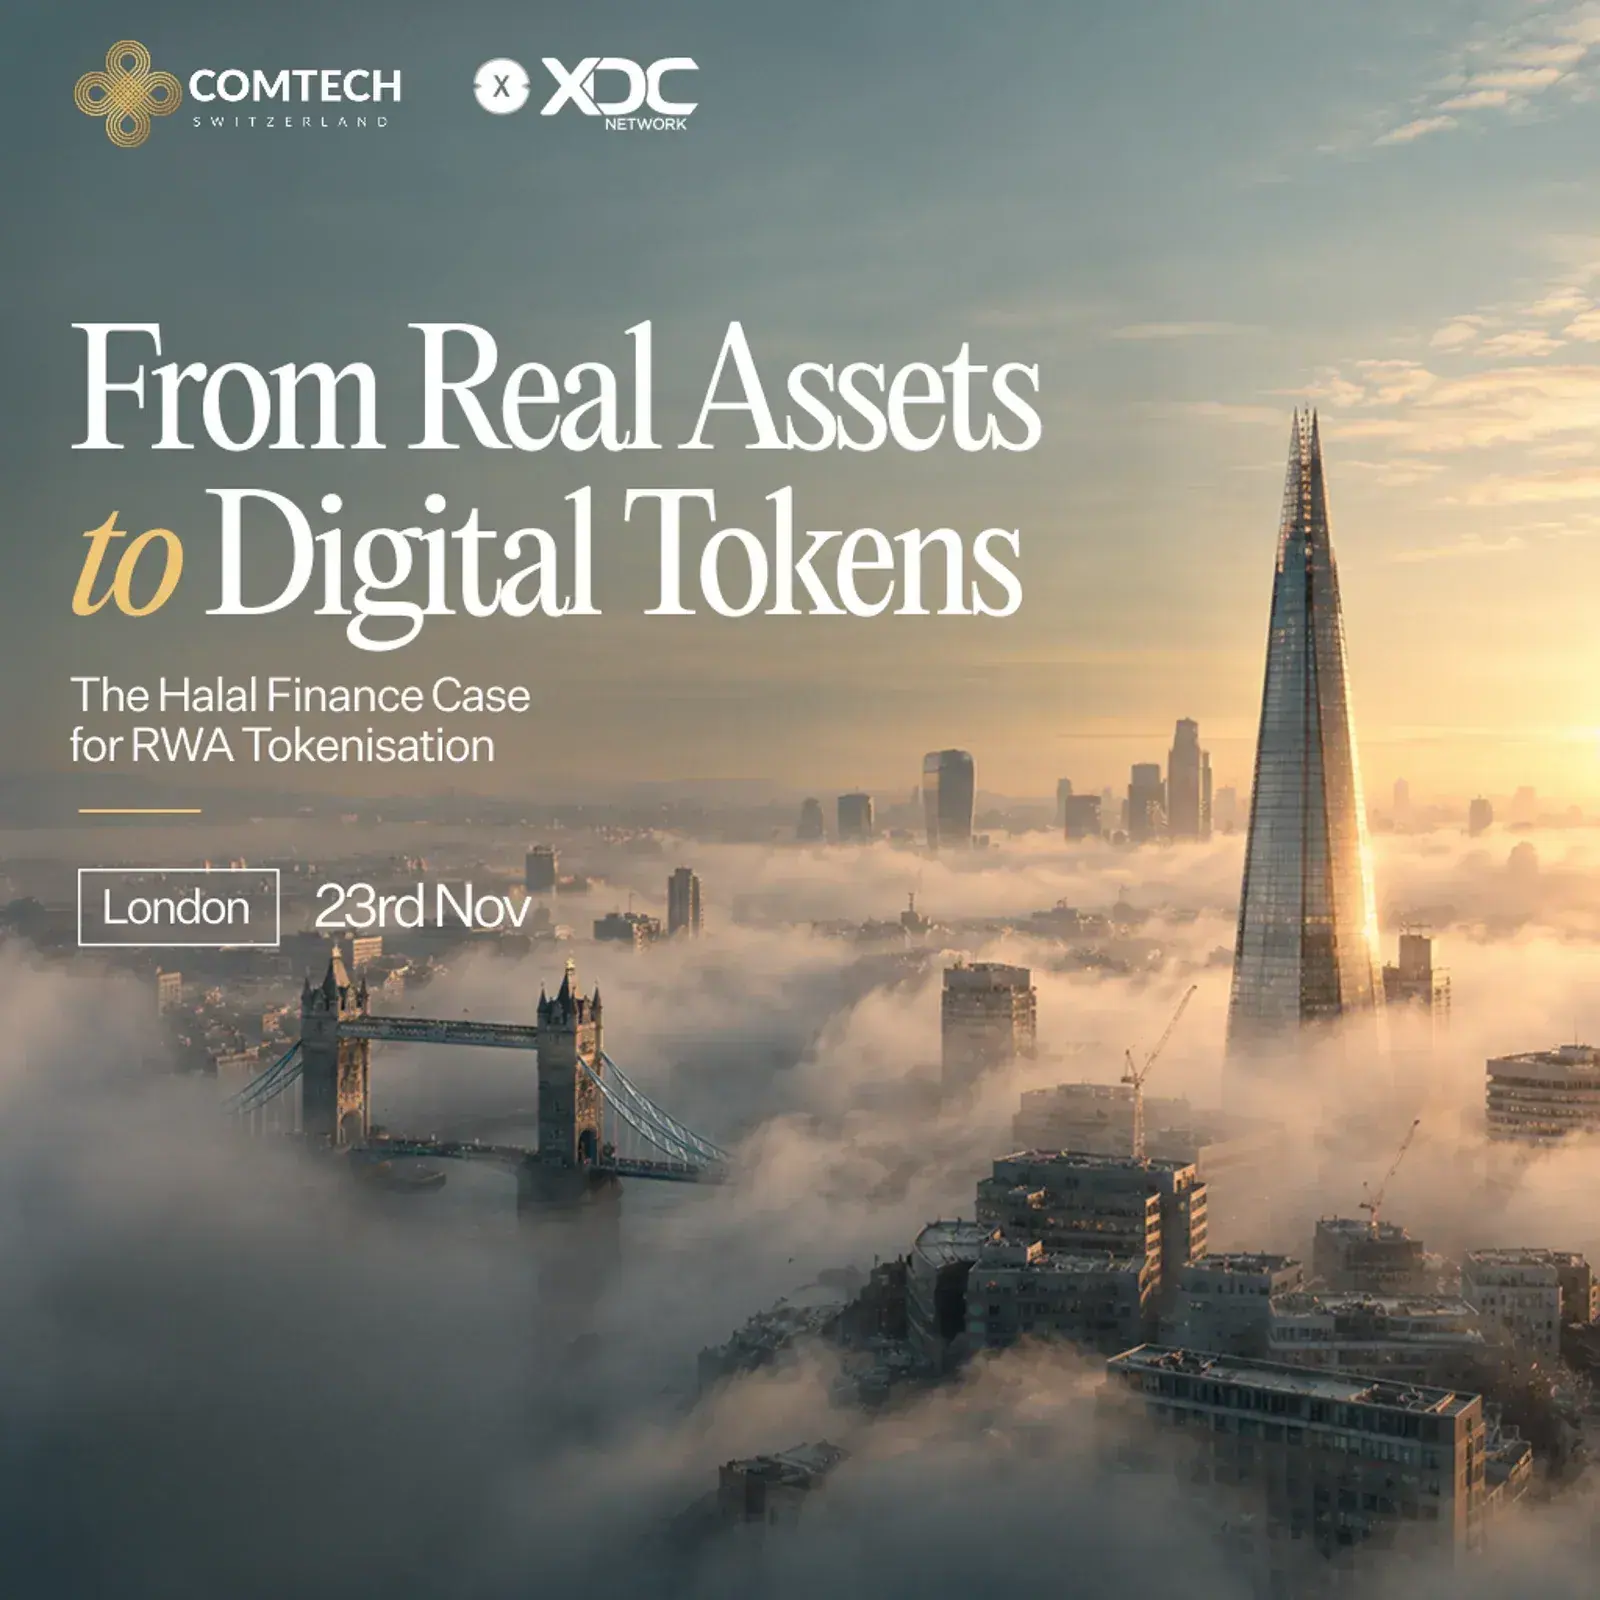 COMTECH
SWITZERLAND
X XDC
NETWORK
From Real Assets
to Digital Tokens
The Halal Finance Case
for RWA Tokenisation
London 23rd Nov